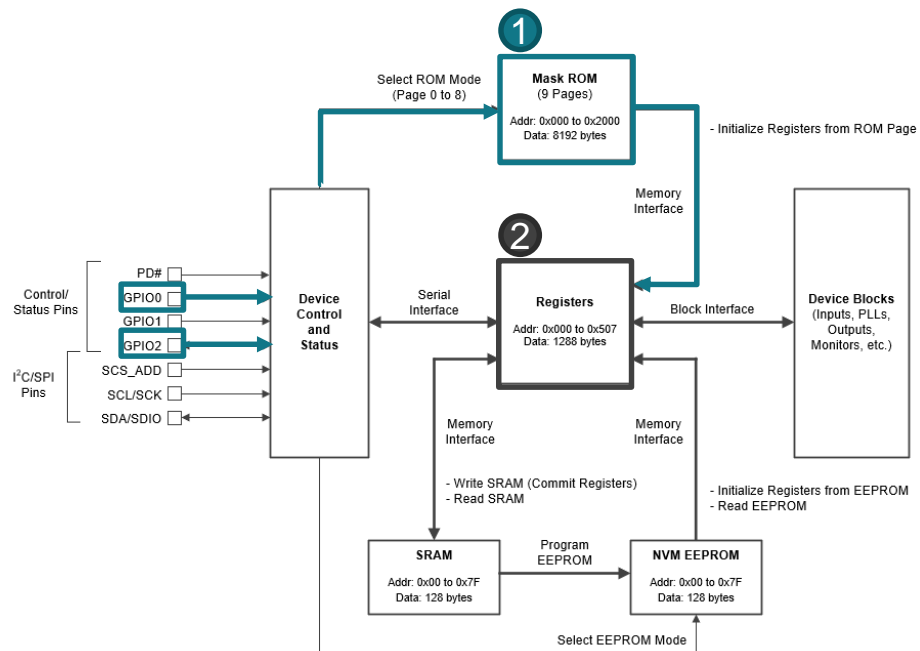 1
Select ROM Mode
(Page 0 to 8)
Mask ROM
(9 Pages)
Addr: 0x000 to 0x2000
Data: 8192 bytes
- Initialize Registers from ROM Page
Memory
Interface
2
Control/
Status Pins
PD#
GPIO0
GPIO1
GPIO2
I²C/SPI
Pins
SCS_ADD
SCL/SCK
SDA/SDIO
Device
Control
and
Status
Serial
Interface
Registers
Addr: 0x000 to 0x507
Data: 1288 bytes
Block Interface
Device Blocks
(Inputs, PLLs,
Outputs,
Monitors, etc.)
Memory
Interface
Memory
Interface
- Write SRAM (Commit Registers)
- Read SRAM
- Initialize Registers from EEPROM
- Read EEPROM
SRAM
Addr: 0x00 to 0x7F
Data: 128 bytes
Program
EEPROM
NVM EEPROM
Addr: 0x00 to 0x7F
Data: 128 bytes
Select EEPROM Mode